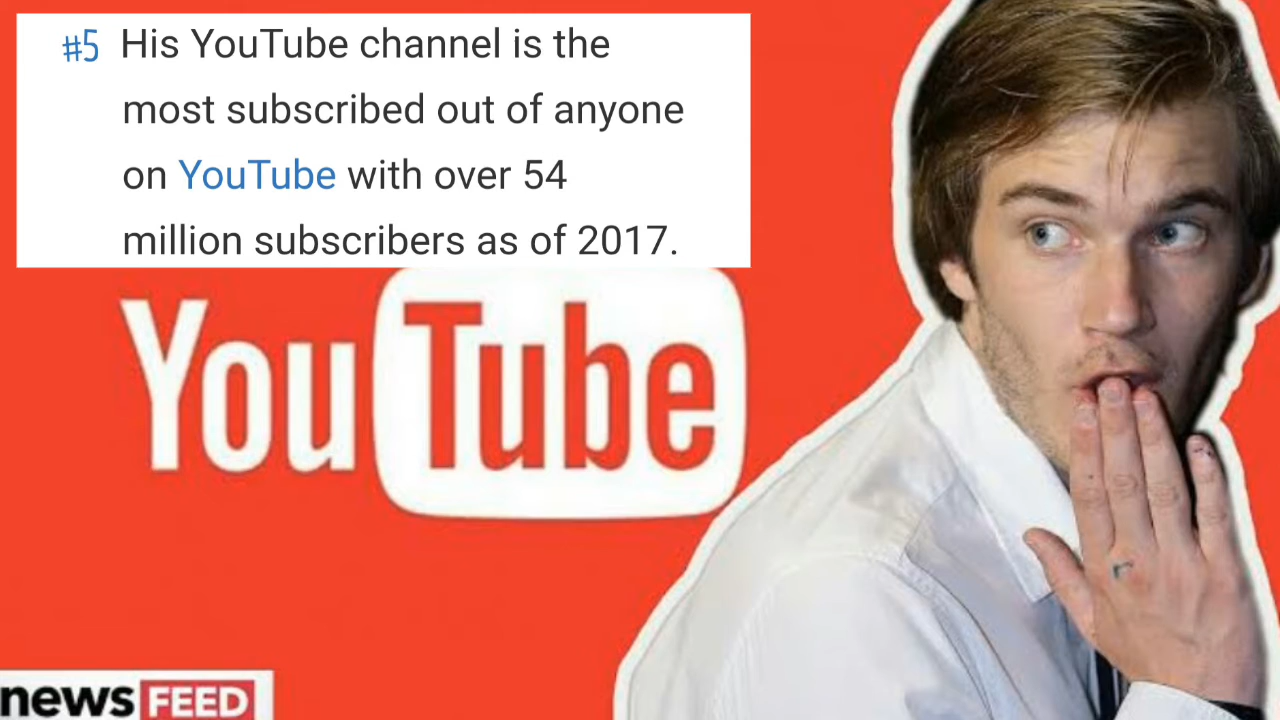 #5 His YouTube channel is the
most subscribed out of anyone
on YouTube with over 54
million subscribers as of 2017.
YouTube
news FEED